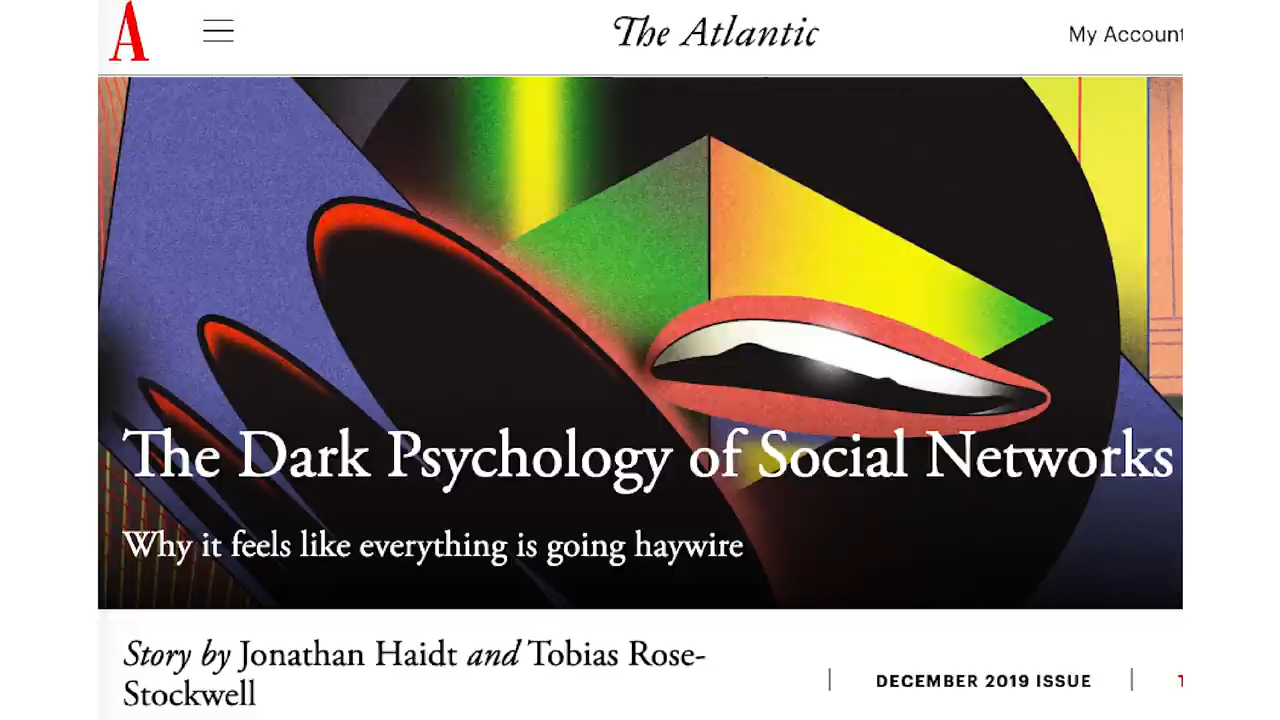 A
The Atlantic
My Account
The Dark Psychology of Social Networks
Why it feels like everything is going haywire
Story by Jonathan Haidt and Tobias Rose-
Stockwell
DECEMBER 2019 ISSUE